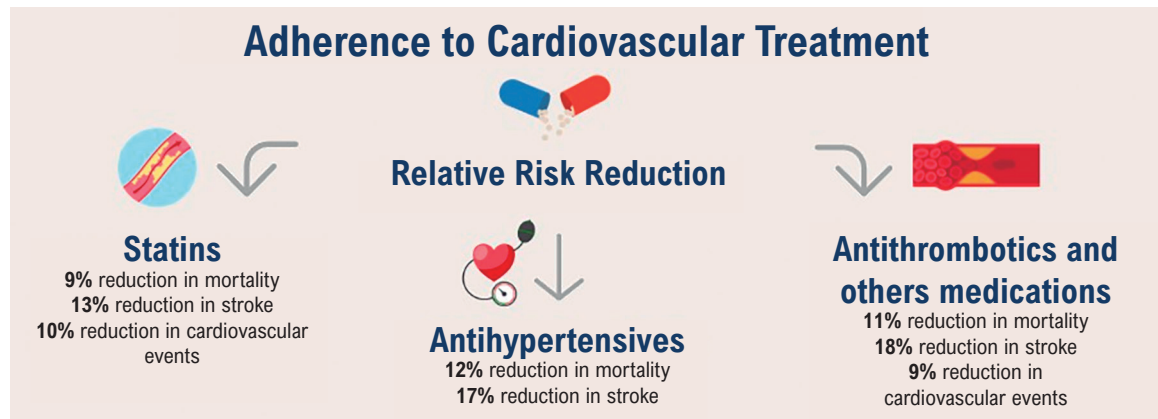 Adherence to Cardiovascular Treatment
Relative Risk Reduction
Statins
9% reduction in mortality
13% reduction in stroke
10% reduction in cardiovascular
events
Antihypertensives
12% reduction in mortality
17% reduction in stroke
Antithrombotics and
others medications
11% reduction in mortality
18% reduction in stroke
9% reduction in
cardiovascular events